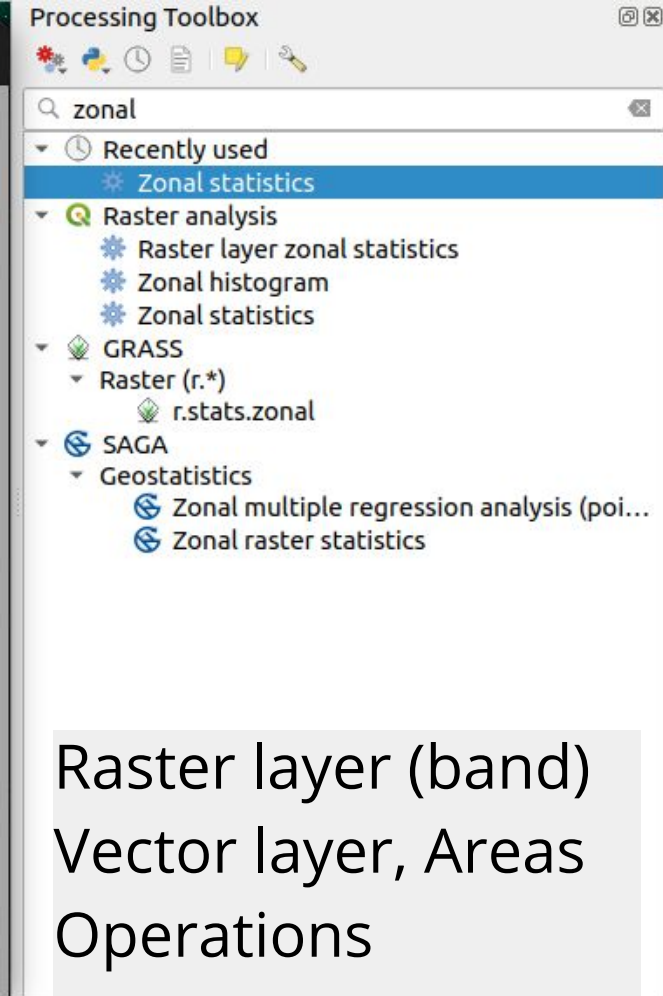 Processing Toolbox
zonal
Recently used
Zonal statistics
Raster analysis
Raster layer zonal statistics
Zonal histogram
Zonal statistics
GRASS
Raster (r.*)
r.stats.zonal
SAGA
Geostatistics
Zonal multiple regression analysis (poi...
Zonal raster statistics
Raster layer (band)
Vector layer, Areas
Operations